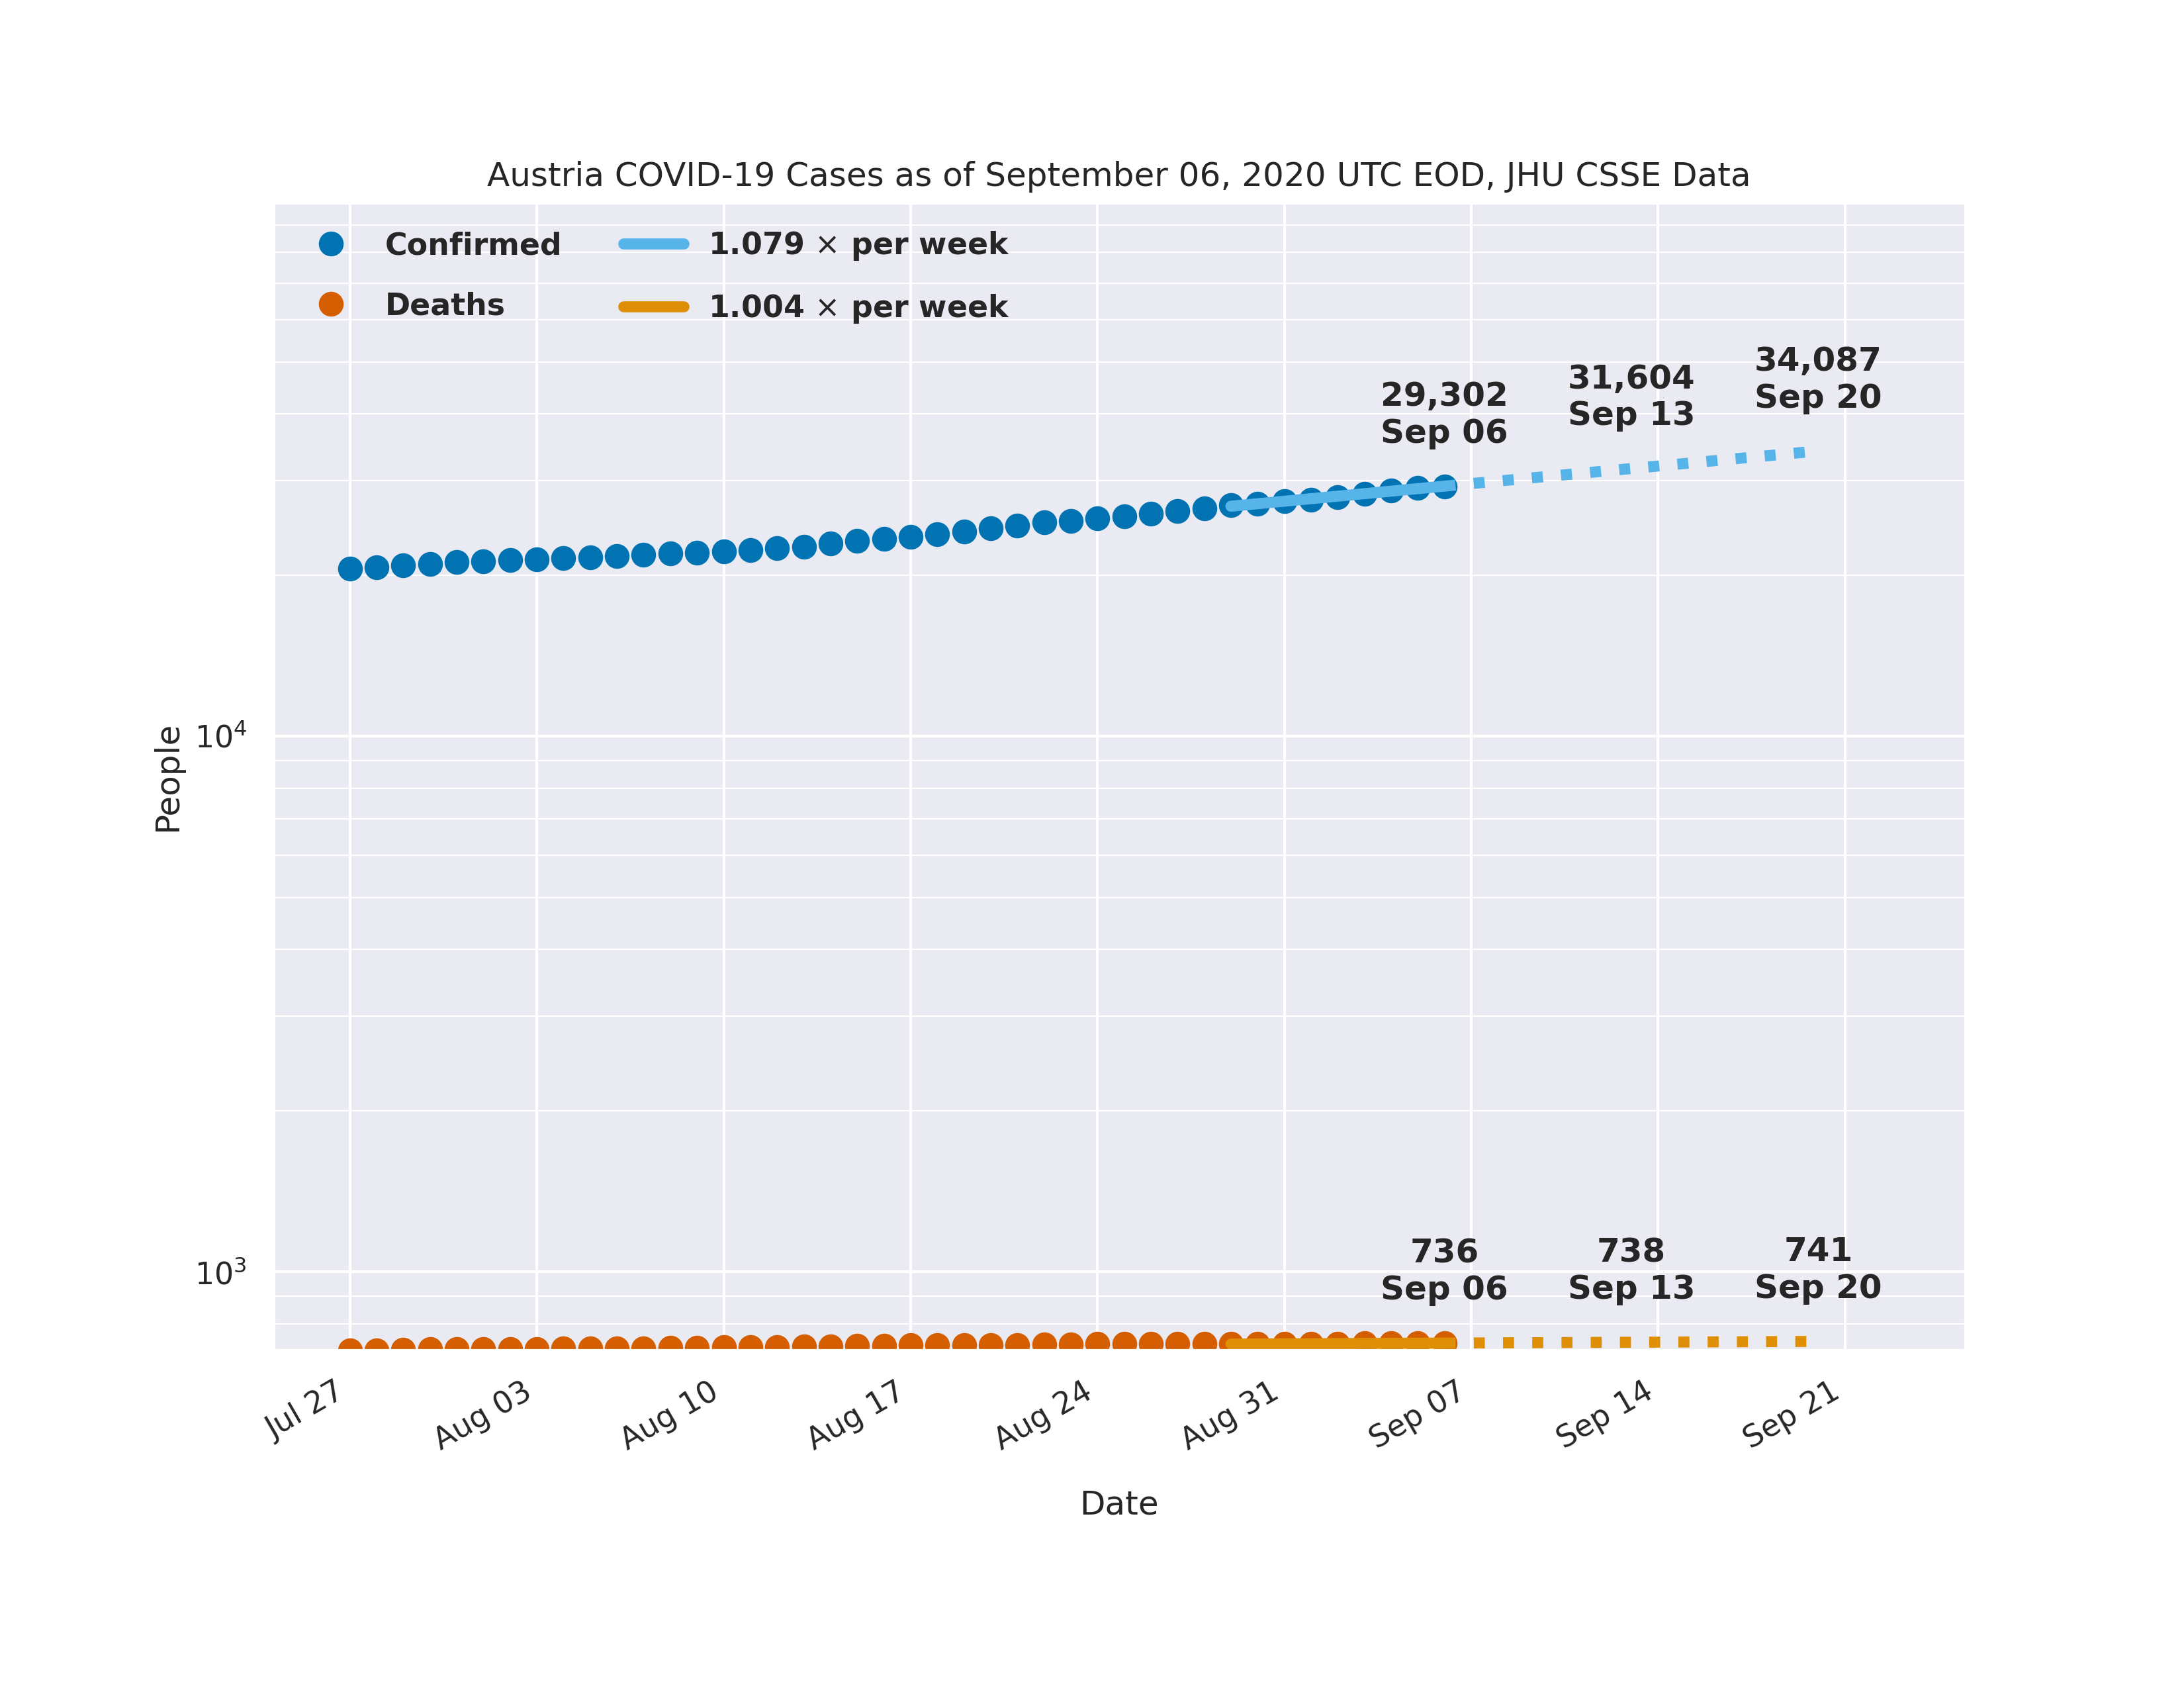 Austria COVID-19 Cases as of September 06, 2020 UTC EOD, JHU CSSE Data
Confirmed
Deaths
1.079 × per week
1.004 × per week
29,302
Sep 06
31,604
Sep 13
34,087
Sep 20
736
Sep 06
738
Sep 13
741
Sep 20
People
10⁴
10³
Jul 27
Aug 03
Aug 10
Aug 17
Aug 24
Aug 31
Sep 07
Sep 14
Sep 21
Date